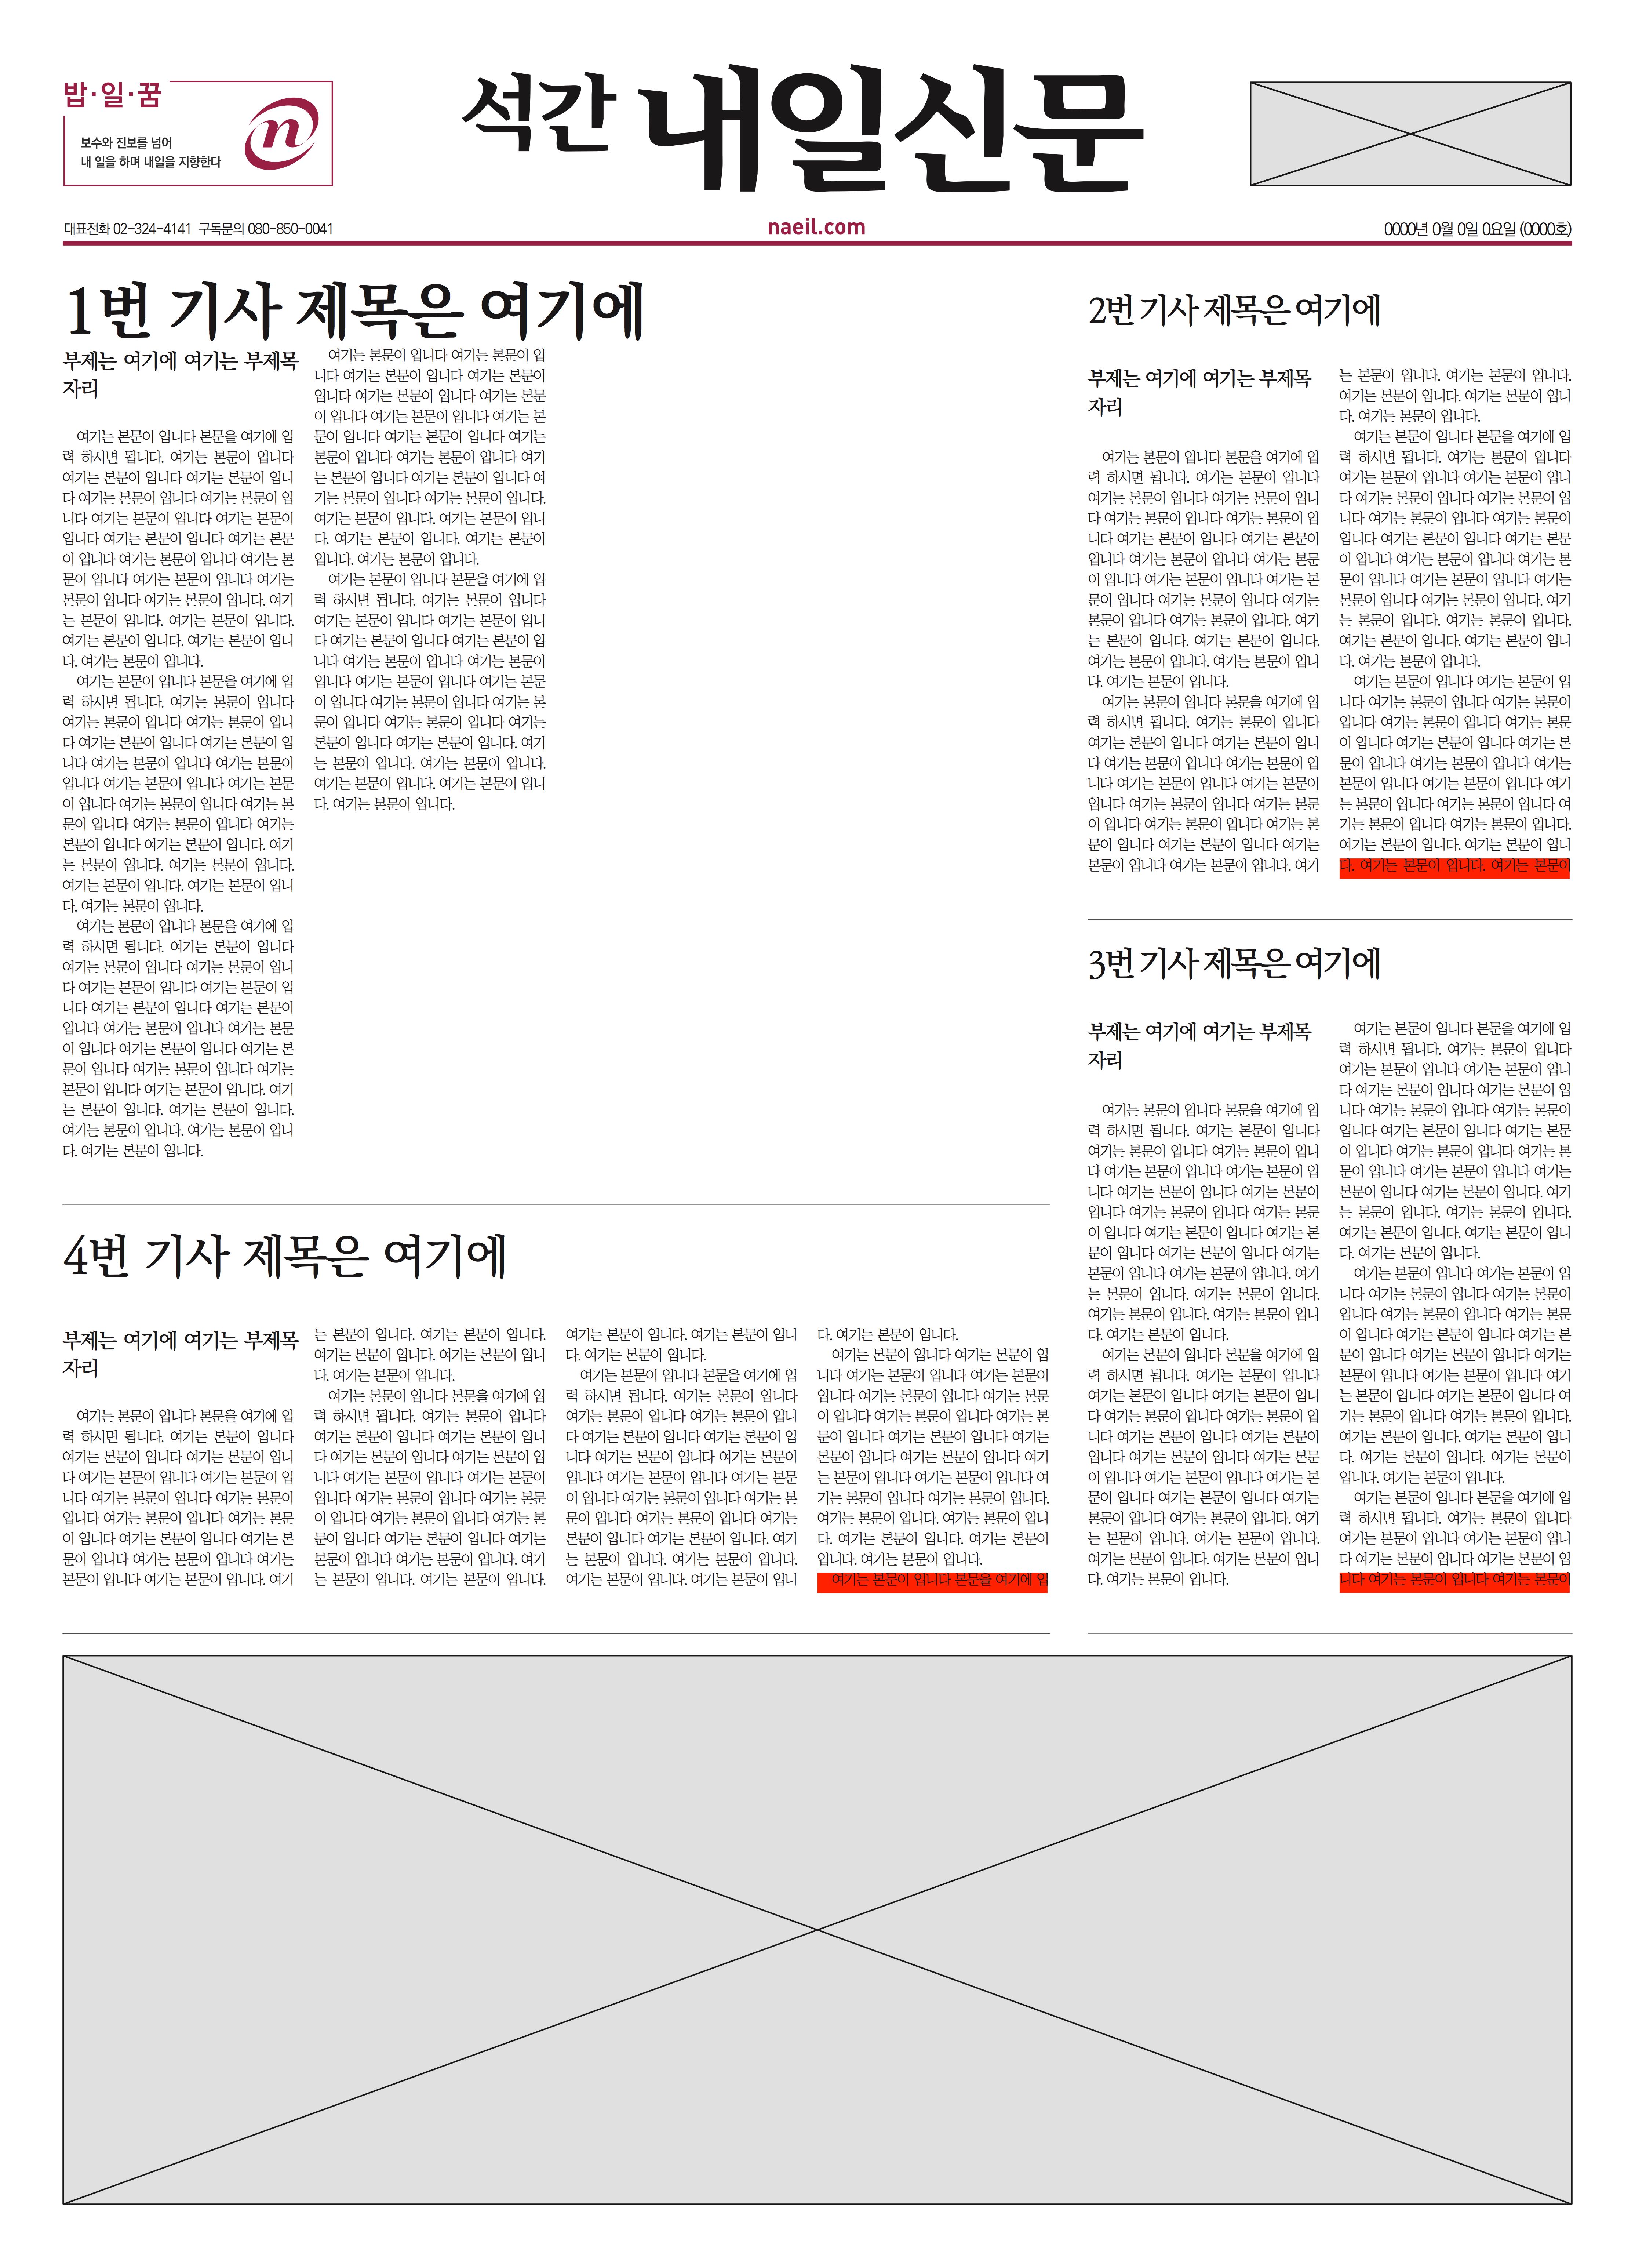 밥·일·꿈
보수와 진보를 넘어
내 일을 하며 내일을 지향한다
n
석간 내일신문
대표전화 02-324-4141 구독문의 080-850-0041
naeil.com
0000년 0월 0일 0요일 (0000호)
1번 기사 제목은 여기에
부제는 여기에 여기는 부제목
자리
여기는 본문이 입니다 본문을 여기에 입
력 하시면 됩니다. 여기는 본문이 입니다
여기는 본문이 입니다 여기는 본문이 입니
다 여기는 본문이 입니다 여기는 본문이 입
니다 여기는 본문이 입니다 여기는 본문이
입니다 여기는 본문이 입니다 여기는 본문
이 입니다 여기는 본문이 입니다 여기는 본
문이 입니다 여기는 본문이 입니다 여기는
본문이 입니다 여기는 본문이 입니다. 여기
는 본문이 입니다. 여기는 본문이 입니다.
여기는 본문이 입니다. 여기는 본문이 입니
다. 여기는 본문이 입니다.
여기는 본문이 입니다 본문을 여기에 입
력 하시면 됩니다. 여기는 본문이 입니다
여기는 본문이 입니다 여기는 본문이 입니
다 여기는 본문이 입니다 여기는 본문이 입
니다 여기는 본문이 입니다 여기는 본문이
입니다 여기는 본문이 입니다 여기는 본문
이 입니다 여기는 본문이 입니다 여기는 본
문이 입니다 여기는 본문이 입니다 여기는
본문이 입니다 여기는 본문이 입니다. 여기
는 본문이 입니다. 여기는 본문이 입니다.
여기는 본문이 입니다. 여기는 본문이 입니
다. 여기는 본문이 입니다.
여기는 본문이 입니다 본문을 여기에 입
력 하시면 됩니다. 여기는 본문이 입니다
여기는 본문이 입니다 여기는 본문이 입니
다 여기는 본문이 입니다 여기는 본문이 입
니다 여기는 본문이 입니다 여기는 본문이
입니다 여기는 본문이 입니다 여기는 본문
이 입니다 여기는 본문이 입니다 여기는 본
문이 입니다 여기는 본문이 입니다 여기는
본문이 입니다 여기는 본문이 입니다. 여기
는 본문이 입니다. 여기는 본문이 입니다.
여기는 본문이 입니다. 여기는 본문이 입니
다. 여기는 본문이 입니다.
여기는 본문이 입니다 여기는 본문이 입
니다 여기는 본문이 입니다 여기는 본문이
입니다 여기는 본문이 입니다 여기는 본문
이 입니다 여기는 본문이 입니다 여기는 본
문이 입니다 여기는 본문이 입니다 여기는
본문이 입니다 여기는 본문이 입니다 여기
는 본문이 입니다 여기는 본문이 입니다 여
기는 본문이 입니다 여기는 본문이 입니다.
여기는 본문이 입니다. 여기는 본문이 입니
다. 여기는 본문이 입니다. 여기는 본문이
입니다. 여기는 본문이 입니다.
여기는 본문이 입니다 본문을 여기에 입
력 하시면 됩니다. 여기는 본문이 입니다
여기는 본문이 입니다 여기는 본문이 입니
다 여기는 본문이 입니다 여기는 본문이 입
니다 여기는 본문이 입니다 여기는 본문이
입니다 여기는 본문이 입니다 여기는 본문
이 입니다 여기는 본문이 입니다 여기는 본
문이 입니다 여기는 본문이 입니다 여기는
본문이 입니다 여기는 본문이 입니다. 여기
는 본문이 입니다. 여기는 본문이 입니다.
여기는 본문이 입니다. 여기는 본문이 입니
다. 여기는 본문이 입니다.
2번 기사 제목은 여기에
부제는 여기에 여기는 부제목
자리
여기는 본문이 입니다 본문을 여기에 입
력 하시면 됩니다. 여기는 본문이 입니다
여기는 본문이 입니다 여기는 본문이 입니
다 여기는 본문이 입니다 여기는 본문이 입
니다 여기는 본문이 입니다 여기는 본문이
입니다 여기는 본문이 입니다 여기는 본문
이 입니다 여기는 본문이 입니다 여기는 본
문이 입니다 여기는 본문이 입니다 여기는
본문이 입니다 여기는 본문이 입니다. 여기
는 본문이 입니다. 여기는 본문이 입니다.
여기는 본문이 입니다. 여기는 본문이 입니
다. 여기는 본문이 입니다.
여기는 본문이 입니다 본문을 여기에 입
력 하시면 됩니다. 여기는 본문이 입니다
여기는 본문이 입니다 여기는 본문이 입니
다 여기는 본문이 입니다 여기는 본문이 입
니다 여기는 본문이 입니다 여기는 본문이
입니다 여기는 본문이 입니다 여기는 본문
이 입니다 여기는 본문이 입니다 여기는 본
문이 입니다 여기는 본문이 입니다 여기는
본문이 입니다 여기는 본문이 입니다. 여기
는 본문이 입니다. 여기는 본문이 입니다.
여기는 본문이 입니다. 여기는 본문이 입니
다. 여기는 본문이 입니다.
여기는 본문이 입니다 본문을 여기에 입
력 하시면 됩니다. 여기는 본문이 입니다
여기는 본문이 입니다 여기는 본문이 입니
다 여기는 본문이 입니다 여기는 본문이 입
니다 여기는 본문이 입니다 여기는 본문이
입니다 여기는 본문이 입니다 여기는 본문
이 입니다 여기는 본문이 입니다 여기는 본
문이 입니다 여기는 본문이 입니다 여기는
본문이 입니다 여기는 본문이 입니다. 여기
는 본문이 입니다. 여기는 본문이 입니다.
여기는 본문이 입니다. 여기는 본문이 입니
다. 여기는 본문이 입니다.
여기는 본문이 입니다 여기는 본문이 입
니다 여기는 본문이 입니다 여기는 본문이
입니다 여기는 본문이 입니다 여기는 본문
이 입니다 여기는 본문이 입니다 여기는 본
문이 입니다 여기는 본문이 입니다 여기는
본문이 입니다 여기는 본문이 입니다 여기
는 본문이 입니다 여기는 본문이 입니다 여
기는 본문이 입니다 여기는 본문이 입니다.
여기는 본문이 입니다. 여기는 본문이 입니
다. 여기는 본문이 입니다. 여기는 본문이
3번 기사 제목은 여기에
부제는 여기에 여기는 부제목
자리
여기는 본문이 입니다 본문을 여기에 입
력 하시면 됩니다. 여기는 본문이 입니다
여기는 본문이 입니다 여기는 본문이 입니
다 여기는 본문이 입니다 여기는 본문이 입
니다 여기는 본문이 입니다 여기는 본문이
입니다 여기는 본문이 입니다 여기는 본문
이 입니다 여기는 본문이 입니다 여기는 본
문이 입니다 여기는 본문이 입니다 여기는
본문이 입니다 여기는 본문이 입니다. 여기
는 본문이 입니다. 여기는 본문이 입니다.
여기는 본문이 입니다. 여기는 본문이 입니
다. 여기는 본문이 입니다.
여기는 본문이 입니다 본문을 여기에 입
력 하시면 됩니다. 여기는 본문이 입니다
여기는 본문이 입니다 여기는 본문이 입니
다 여기는 본문이 입니다 여기는 본문이 입
니다 여기는 본문이 입니다 여기는 본문이
입니다 여기는 본문이 입니다 여기는 본문
이 입니다 여기는 본문이 입니다 여기는 본
문이 입니다 여기는 본문이 입니다 여기는
본문이 입니다 여기는 본문이 입니다. 여기
는 본문이 입니다. 여기는 본문이 입니다.
여기는 본문이 입니다. 여기는 본문이 입니
다. 여기는 본문이 입니다.
여기는 본문이 입니다 본문을 여기에 입
력 하시면 됩니다. 여기는 본문이 입니다
여기는 본문이 입니다 여기는 본문이 입니
다 여기는 본문이 입니다 여기는 본문이 입
니다 여기는 본문이 입니다 여기는 본문이
입니다 여기는 본문이 입니다 여기는 본문
이 입니다 여기는 본문이 입니다 여기는 본
문이 입니다 여기는 본문이 입니다 여기는
본문이 입니다 여기는 본문이 입니다. 여기
는 본문이 입니다. 여기는 본문이 입니다.
여기는 본문이 입니다. 여기는 본문이 입니
다. 여기는 본문이 입니다.
여기는 본문이 입니다 여기는 본문이 입
니다 여기는 본문이 입니다 여기는 본문이
입니다 여기는 본문이 입니다 여기는 본문
이 입니다 여기는 본문이 입니다 여기는 본
문이 입니다 여기는 본문이 입니다 여기는
본문이 입니다 여기는 본문이 입니다 여기
는 본문이 입니다 여기는 본문이 입니다 여
기는 본문이 입니다 여기는 본문이 입니다.
여기는 본문이 입니다. 여기는 본문이 입니
다. 여기는 본문이 입니다. 여기는 본문이
입니다. 여기는 본문이 입니다.
여기는 본문이 입니다 본문을 여기에 입
력 하시면 됩니다. 여기는 본문이 입니다
여기는 본문이 입니다 여기는 본문이 입니
다 여기는 본문이 입니다 여기는 본문이 입
니다 여기는 본문이 입니다 여기는 본문이
4번 기사 제목은 여기에
부제는 여기에 여기는 부제목
자리
여기는 본문이 입니다 본문을 여기에 입
력 하시면 됩니다. 여기는 본문이 입니다
여기는 본문이 입니다 여기는 본문이 입니
다 여기는 본문이 입니다 여기는 본문이 입
니다 여기는 본문이 입니다 여기는 본문이
입니다 여기는 본문이 입니다 여기는 본문
이 입니다 여기는 본문이 입니다 여기는 본
문이 입니다 여기는 본문이 입니다 여기는
본문이 입니다 여기는 본문이 입니다. 여기
는 본문이 입니다. 여기는 본문이 입니다.
여기는 본문이 입니다. 여기는 본문이 입니
다. 여기는 본문이 입니다.
여기는 본문이 입니다 본문을 여기에 입
력 하시면 됩니다. 여기는 본문이 입니다
여기는 본문이 입니다 여기는 본문이 입니
다 여기는 본문이 입니다 여기는 본문이 입
니다 여기는 본문이 입니다 여기는 본문이
입니다 여기는 본문이 입니다 여기는 본문
이 입니다 여기는 본문이 입니다 여기는 본
문이 입니다 여기는 본문이 입니다 여기는
본문이 입니다 여기는 본문이 입니다. 여기
는 본문이 입니다. 여기는 본문이 입니다.
여기는 본문이 입니다. 여기는 본문이 입니
다. 여기는 본문이 입니다.
여기는 본문이 입니다 본문을 여기에 입
력 하시면 됩니다. 여기는 본문이 입니다
여기는 본문이 입니다 여기는 본문이 입니
다 여기는 본문이 입니다 여기는 본문이 입
니다 여기는 본문이 입니다 여기는 본문이
입니다 여기는 본문이 입니다 여기는 본문
이 입니다 여기는 본문이 입니다 여기는 본
문이 입니다 여기는 본문이 입니다 여기는
본문이 입니다 여기는 본문이 입니다. 여기
는 본문이 입니다. 여기는 본문이 입니다.
여기는 본문이 입니다. 여기는 본문이 입니
다. 여기는 본문이 입니다.
여기는 본문이 입니다 여기는 본문이 입
니다 여기는 본문이 입니다 여기는 본문이
입니다 여기는 본문이 입니다 여기는 본문
이 입니다 여기는 본문이 입니다 여기는 본
문이 입니다 여기는 본문이 입니다 여기는
본문이 입니다 여기는 본문이 입니다 여기
는 본문이 입니다 여기는 본문이 입니다 여
기는 본문이 입니다 여기는 본문이 입니다.
여기는 본문이 입니다. 여기는 본문이 입니
다. 여기는 본문이 입니다. 여기는 본문이
입니다. 여기는 본문이 입니다.
여기는 본문이 입니다 본문을 여기에 입